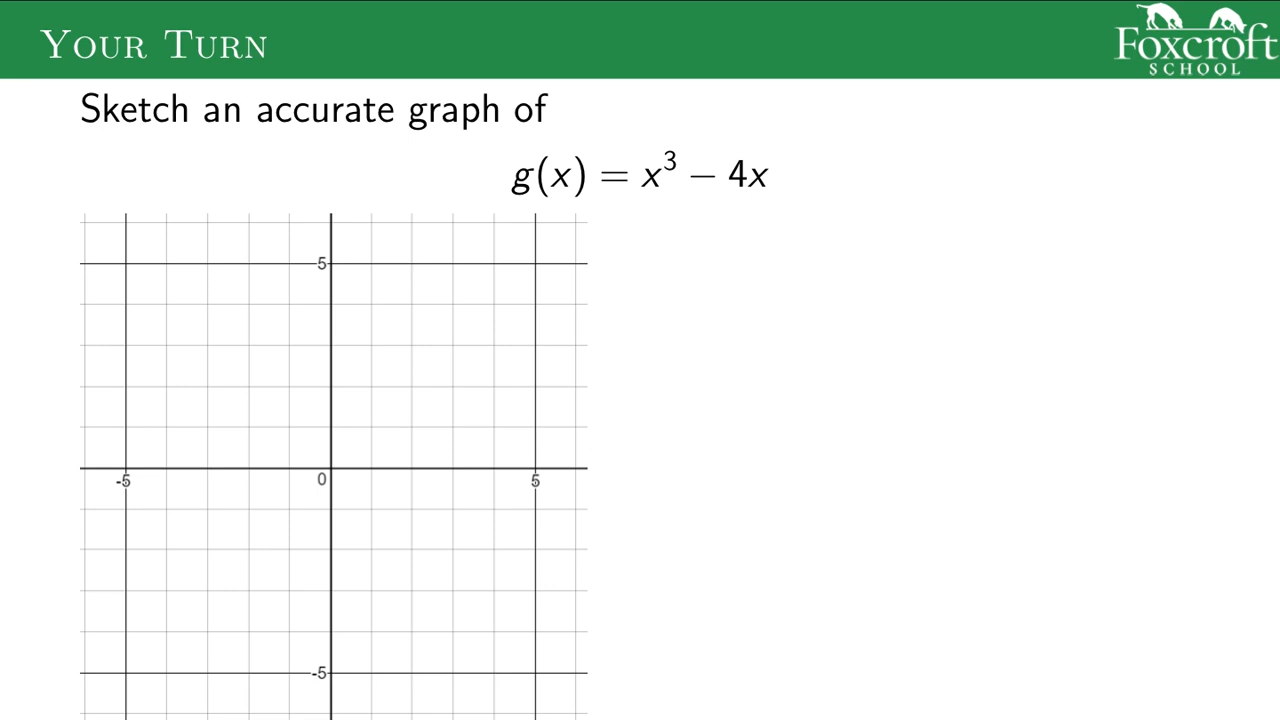 Your Turn
Foxcroft
SCHOOL
Sketch an accurate graph of
g(x) = x³ − 4x
5
-5
0
5
-5